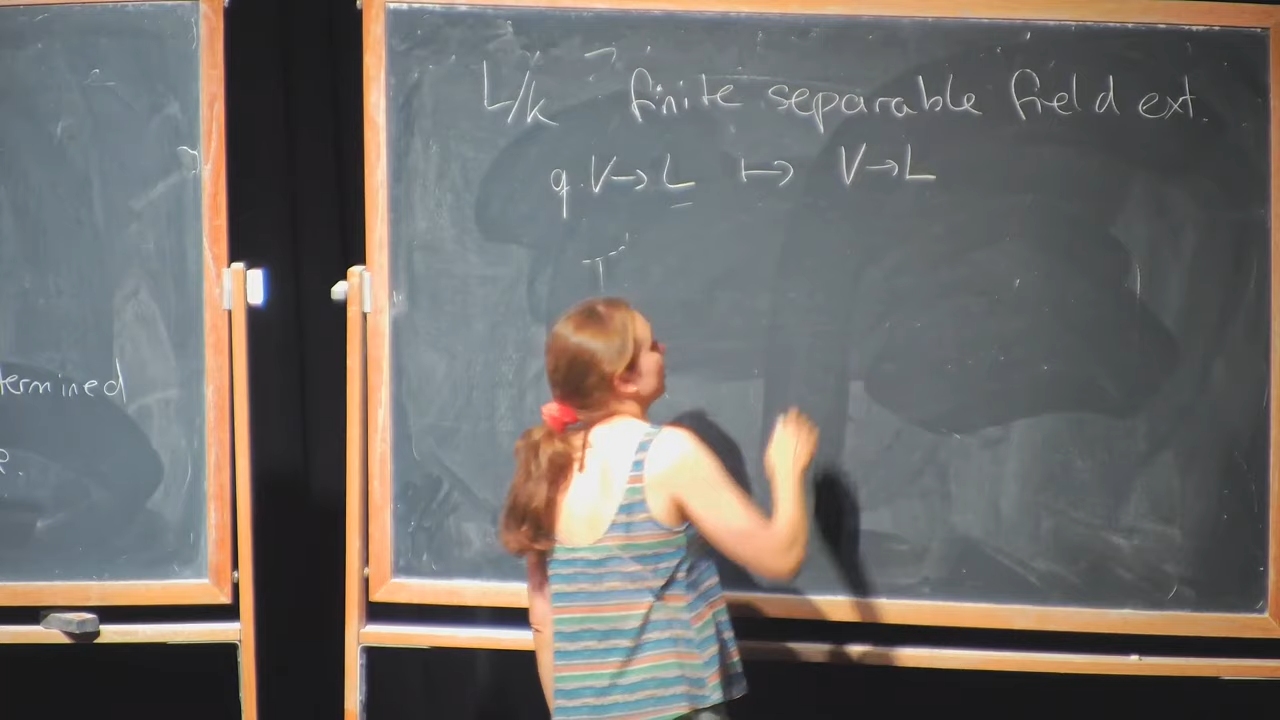 termined
L/k finite separable field ext.
q: V→L ↦ V→L
T